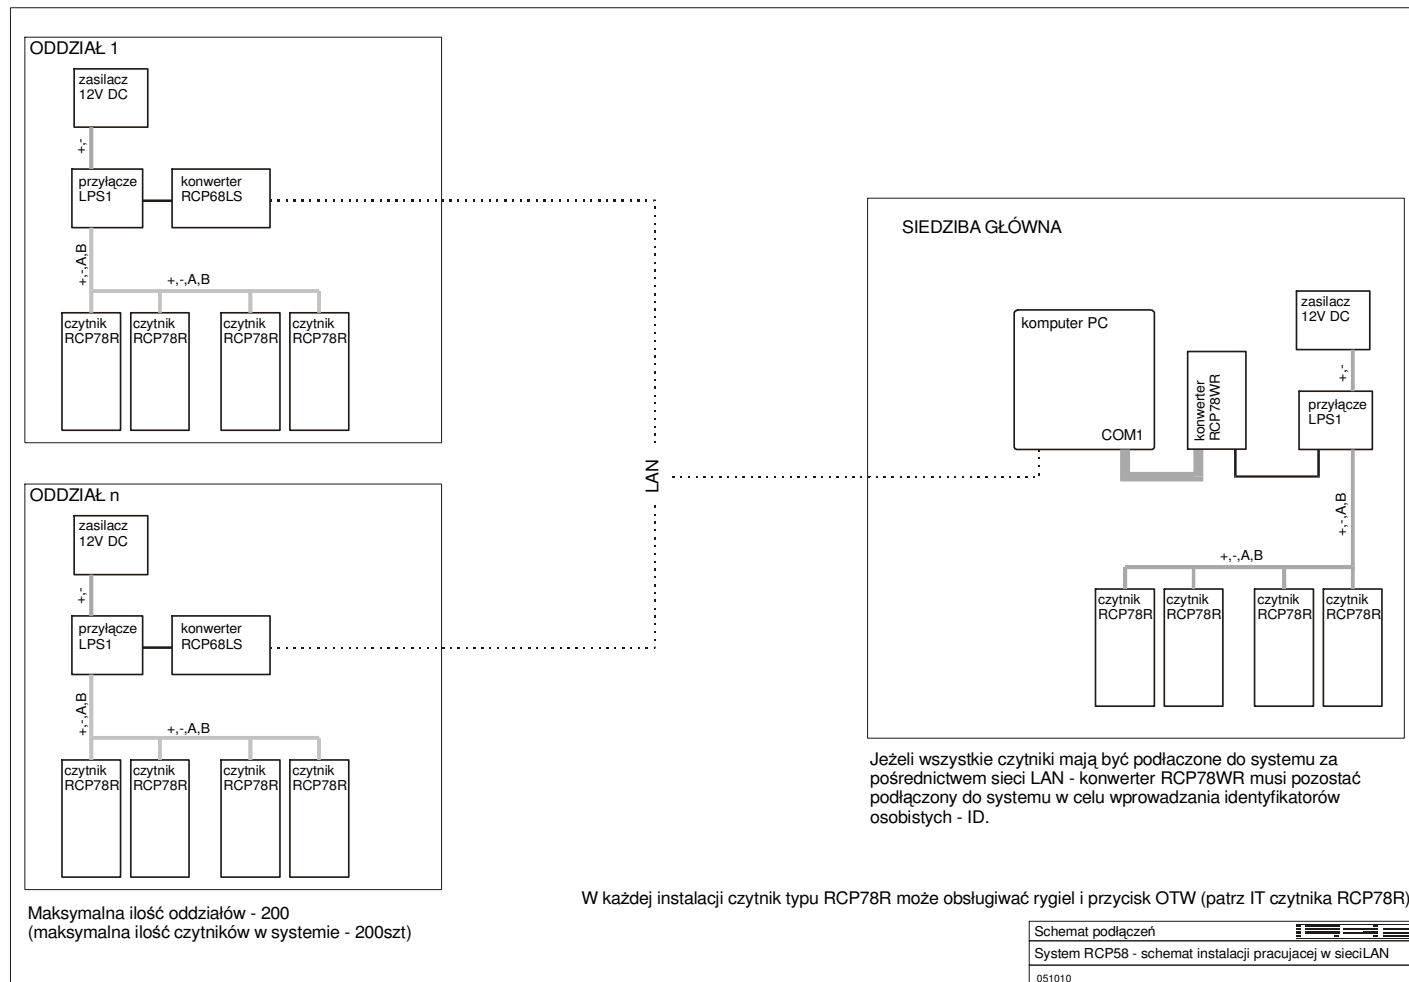 ODDZIAŁ 1
zasilacz
12V DC
+,-
przyłącze
LPS1
konwerter
RCP68LS
+,-,A,B
+,-,A,B
czytnik
RCP78R
czytnik
RCP78R
czytnik
RCP78R
czytnik
RCP78R
ODDZIAŁ n
zasilacz
12V DC
+,-
przyłącze
LPS1
konwerter
RCP68LS
+,-,A,B
+,-,A,B
czytnik
RCP78R
czytnik
RCP78R
czytnik
RCP78R
czytnik
RCP78R
Maksymalna ilość oddziałów - 200
(maksymalna ilość czytników w systemie - 200szt)
LAN
SIEDZIBA GŁÓWNA
komputer PC
COM1
konwerter
RCP78WR
zasilacz
12V DC
+,-
przyłącze
LPS1
+,-,A,B
+,-,A,B
czytnik
RCP78R
czytnik
RCP78R
czytnik
RCP78R
czytnik
RCP78R
Jeżeli wszystkie czytniki mają być podłaczone do systemu za
pośrednictwem sieci LAN - konwerter RCP78WR musi pozostać
podłączony do systemu w celu wprowadzania identyfikatorów
osobistych - ID.
W każdej instalacji czytnik typu RCP78R może obsługiwać rygiel i przycisk OTW (patrz IT czytnika RCP78R)
Schemat podłączeń
System RCP58 - schemat instalacji pracujacej w sieciLAN
051010